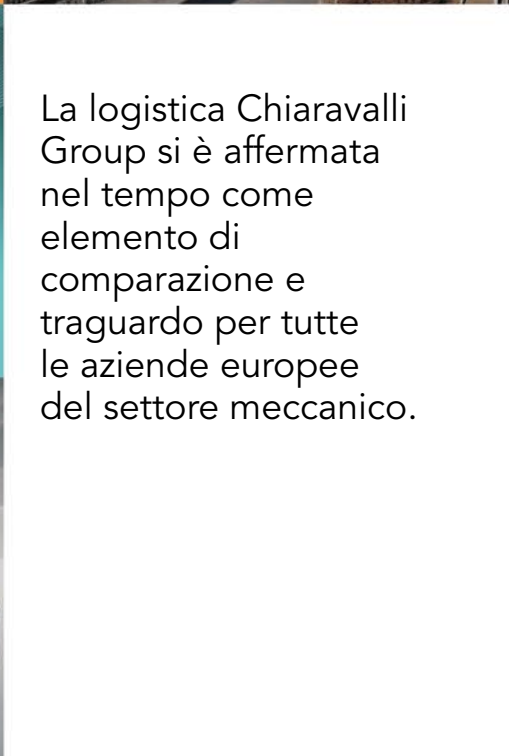 La logistica Chiaravalli
Group si è affermata
nel tempo come
elemento di
comparazione e
traguardo per tutte
le aziende europee
del settore meccanico.